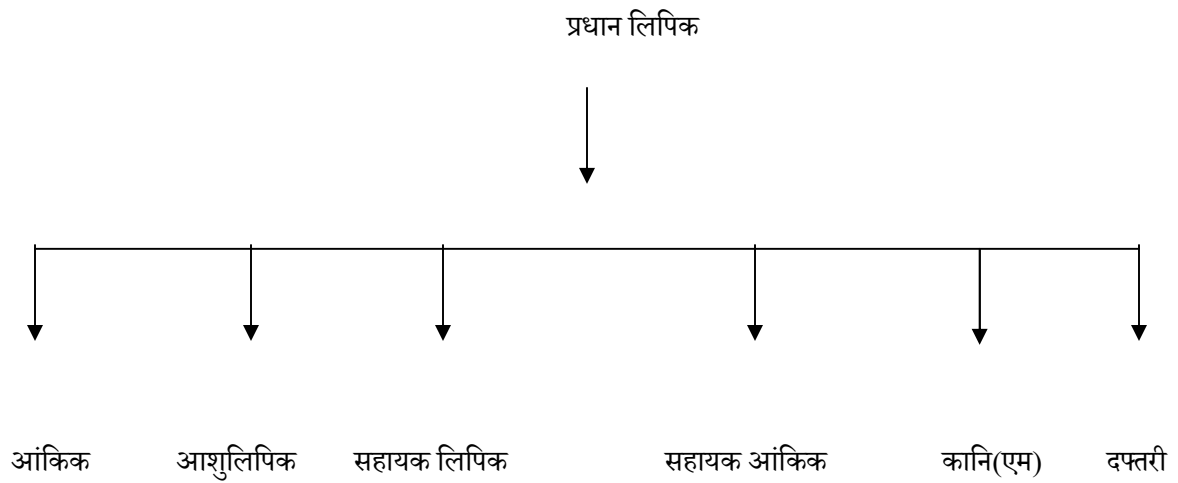 प्रधान लिपिक
आंकिक आशुलिपिक सहायक लिपिक सहायक आंकिक कानि(एम) दफ्तरी